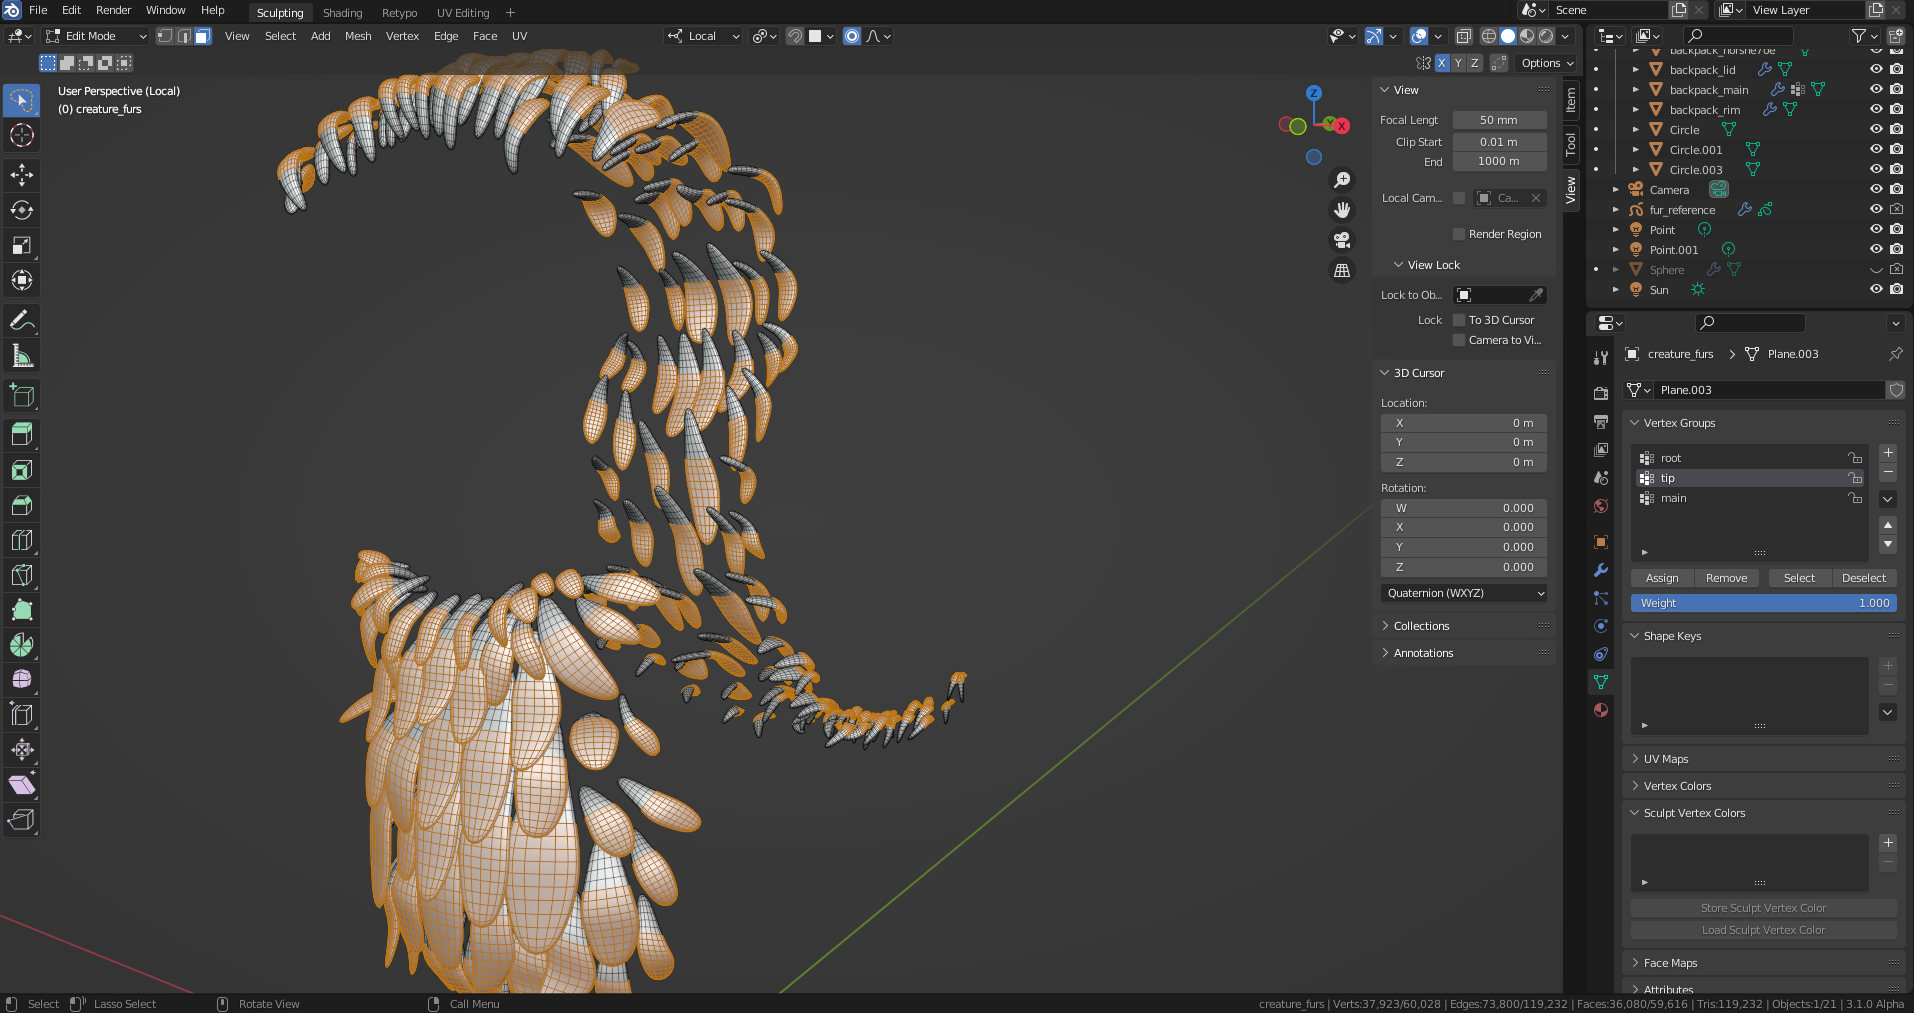 File Edit Render Window Help Sculpting Shading Retypo UV Editing + Scene View Layer
Edit Mode View Select Add Mesh Vertex Edge Face UV Local
X Y Z Options
User Perspective (Local)
(0) creature_furs
Z
Y
X
View
Focal Lengt 50 mm
Clip Start 0.01 m
End 1000 m
Local Cam... Ca...
Render Region
View Lock
Lock to Ob...
Lock To 3D Cursor
Camera to Vi...
3D Cursor
Location:
X 0 m
Y 0 m
Z 0 m
Rotation:
W 0.000
X 0.000
Y 0.000
Z 0.000
Quaternion (WXYZ)
Collections
Annotations
Item
Tool
View
backpack_lid
backpack_main
backpack_rim
Circle
Circle.001
Circle.003
Camera
fur_reference
Point
Point.001
Sphere
Sun
creature_furs > Plane.003
Plane.003
Vertex Groups
root
tip
main
Assign Remove Select Deselect
Weight 1.000
Shape Keys
UV Maps
Vertex Colors
Sculpt Vertex Colors
Store Sculpt Vertex Color
Load Sculpt Vertex Color
Face Maps
Attributes
Select Lasso Select Rotate View Call Menu creature_furs | Verts:37,923/60,028 | Edges:73,800/119,232 | Faces:36,080/59,616 | Tris:119,232 | Objects:1/21 | 3.1.0 Alpha